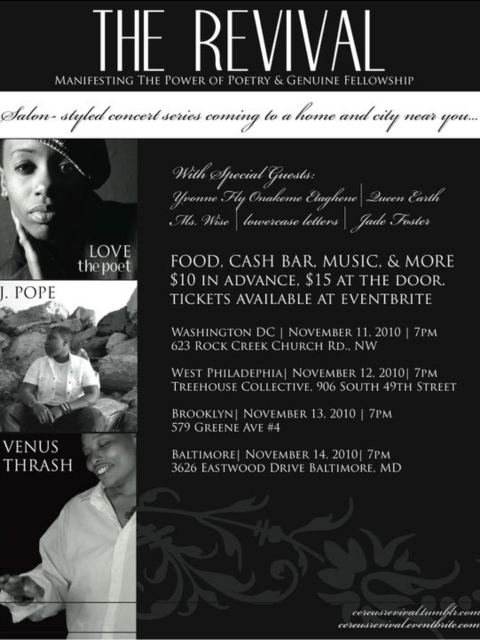 THE REVIVAL
Manifesting The Power of Poetry & Genuine Fellowship
Salon- styled concert series coming to a home and city near you...
With Special Guests:
Yvonne Fly Onakeme Etaghene | Queen Earth
Ms. Wise | lowercase letters | Jade Foster
LOVE
the poet
FOOD, CASH BAR, MUSIC, & MORE
$10 IN ADVANCE, $15 AT THE DOOR.
TICKETS AVAILABLE AT EVENTBRITE
J. POPE
Washington DC | November 11, 2010 | 7pm
623 Rock Creek Church Rd., NW
West Philadephia| November 12, 2010| 7pm
Treehouse Collective, 906 South 49th Street
Brooklyn| November 13, 2010 | 7pm
579 Greene Ave #4
VENUS
THRASH
Baltimore| November 14, 2010| 7pm
3626 Eastwood Drive Baltimore, MD
cereusrevival.tumblr.com
cereusrevival.eventbrite.com